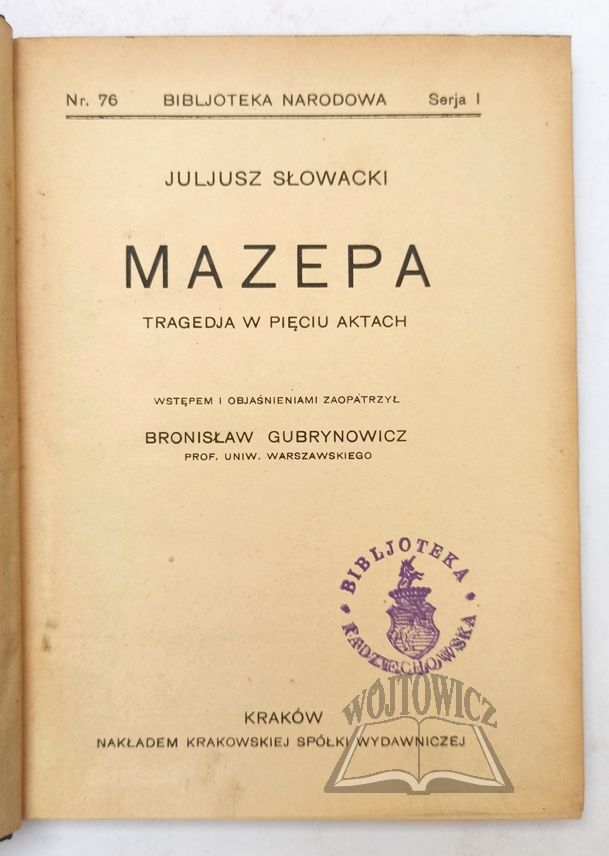 Nr. 76 BIBLJOTEKA NARODOWA Serja I
JULJUSZ SŁOWACKI
MAZEPA
TRAGEDJA W PIĘCIU AKTACH
WSTĘPEM I OBJAŚNIENIAMI ZAOPATRZYŁ
BRONISŁAW GUBRYNOWICZ
PROF. UNIW. WARSZAWSKIEGO
* BIBLJOTEKA *
RADZIECHOWSKA
WÓJTOWICZ
KRAKÓW
NAKŁADEM KRAKOWSKIEJ SPÓŁKI WYDAWNICZEJ